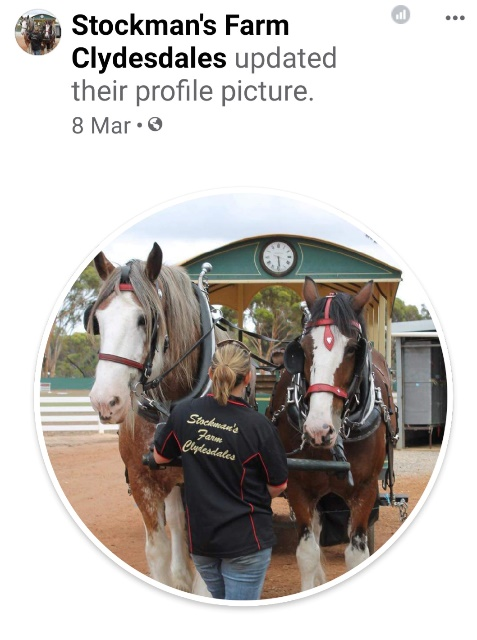 Stockman's Farm
Clydesdales updated
their profile picture.
8 Mar •
Stockman's
Farm
Clydesdales